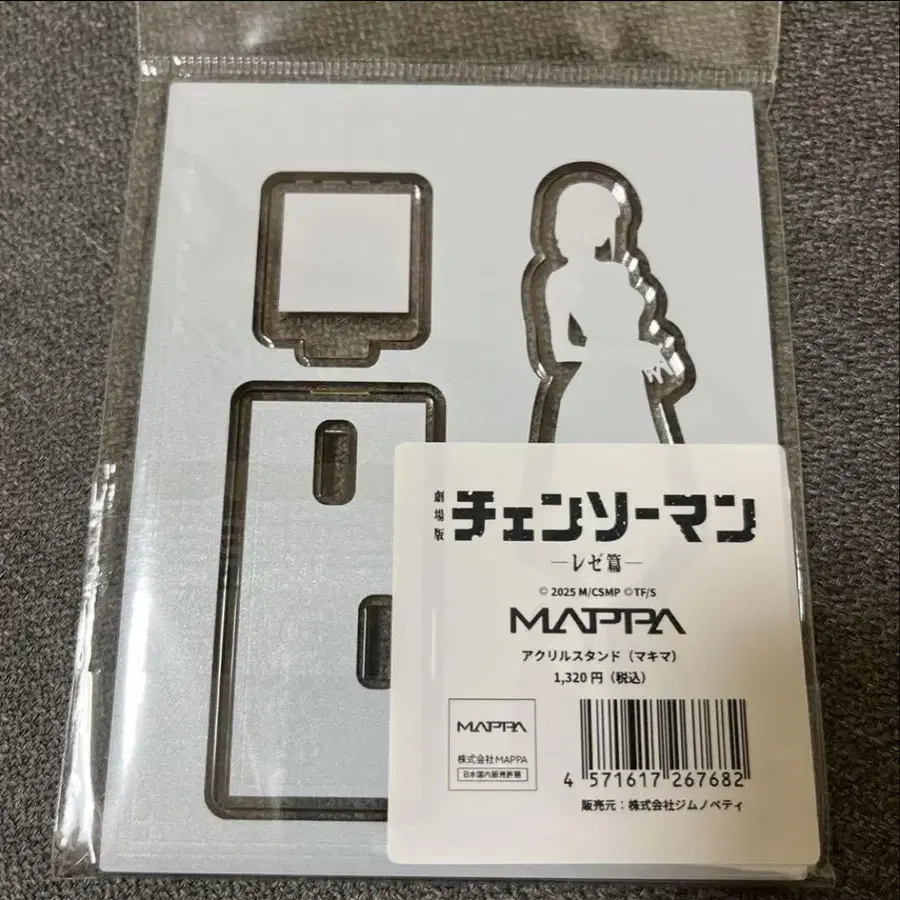 劇場版
チェンソーマン
―レゼ篇―
© 2025 M/CSMP ©TF/S
MAPPA
アクリルスタンド（マキマ）
1,320 円（税込）
MAPPA
株式会社MAPPA
日本国内販売許諾
4 571617 267682
販売元：株式会社ジムノペティ